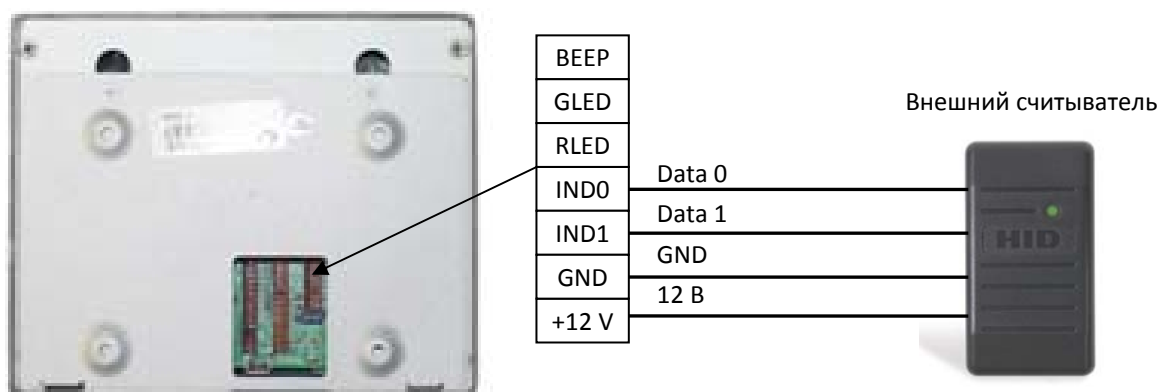 BEEP
GLED
RLED
IND0
IND1
GND
+12 V
Data 0
Data 1
GND
12 В
Внешний считыватель
HID